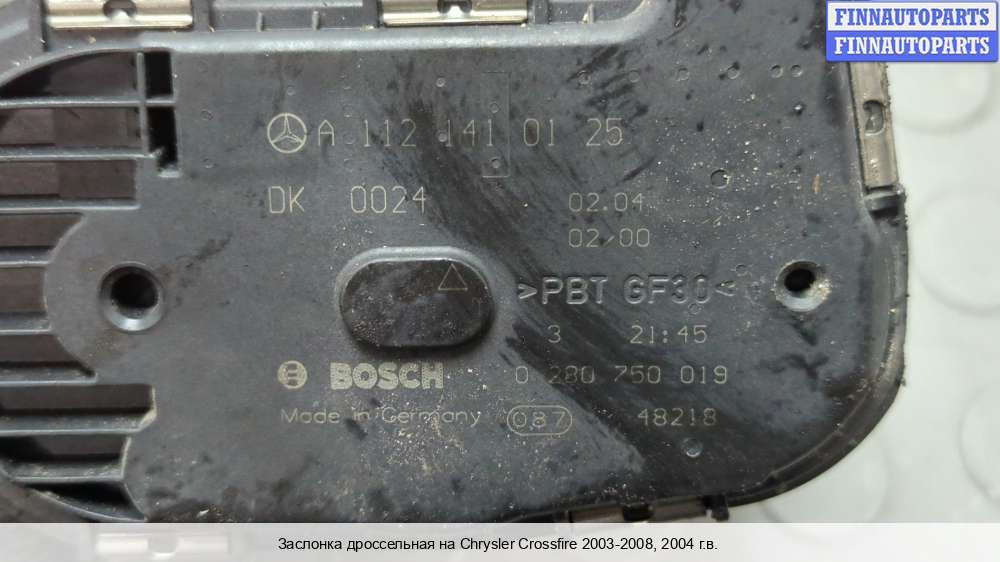 FINNAUTOPARTS
FINNAUTOPARTS
A 112 141 01 25
DK 0024
02.04
02.00
>PBT GF30<
3 21:45
BOSCH 0 280 750 019
Made in Germany 087 48218
Заслонка дроссельная на Chrysler Crossfire 2003-2008, 2004 г.в.